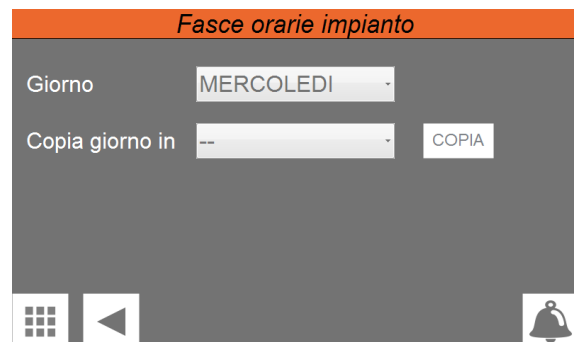 Fasce orarie impianto
Giorno MERCOLEDI
Copia giorno in -- COPIA